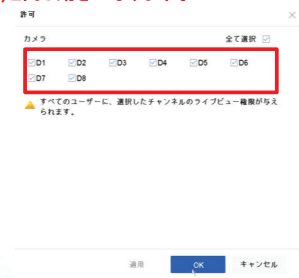 許可
カメラ 全て選択
D1 D2 D3 D4 D5 D6
D7 D8
すべてのユーザーに、選択したチャンネルのライブビュー権限が与え
られます。
適用 OK キャンセル